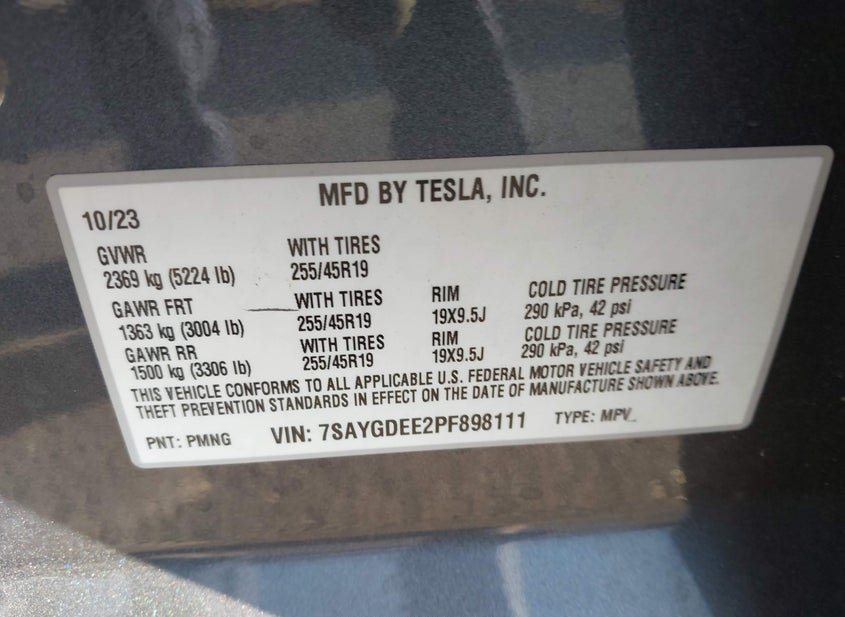 MFD BY TESLA, INC.
10/23
GVWR WITH TIRES
2369 kg (5224 lb) 255/45R19
GAWR FRT WITH TIRES RIM COLD TIRE PRESSURE
1363 kg (3004 lb) 255/45R19 19X9.5J 290 kPa, 42 psi
GAWR RR WITH TIRES RIM COLD TIRE PRESSURE
1500 kg (3306 lb) 255/45R19 19X9.5J 290 kPa, 42 psi
THIS VEHICLE CONFORMS TO ALL APPLICABLE U.S. FEDERAL MOTOR VEHICLE SAFETY AND
THEFT PREVENTION STANDARDS IN EFFECT ON THE DATE OF MANUFACTURE SHOWN ABOVE.
PNT: PMNG VIN: 7SAYGDEE2PF898111 TYPE: MPV